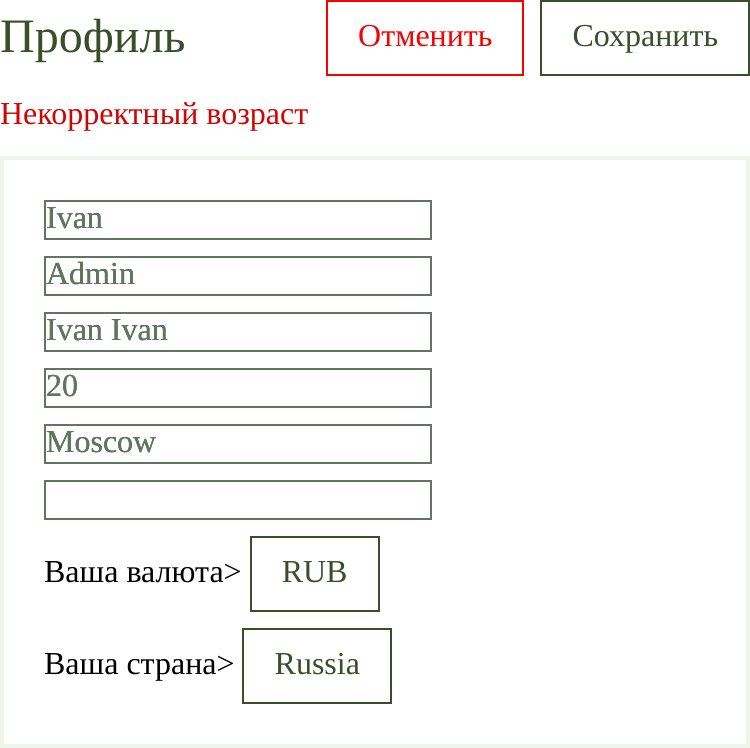 Профиль Отменить Сохранить
Некорректный возраст
Ivan
Admin
Ivan Ivan
20
Moscow
Ваша валюта> RUB
Ваша страна> Russia